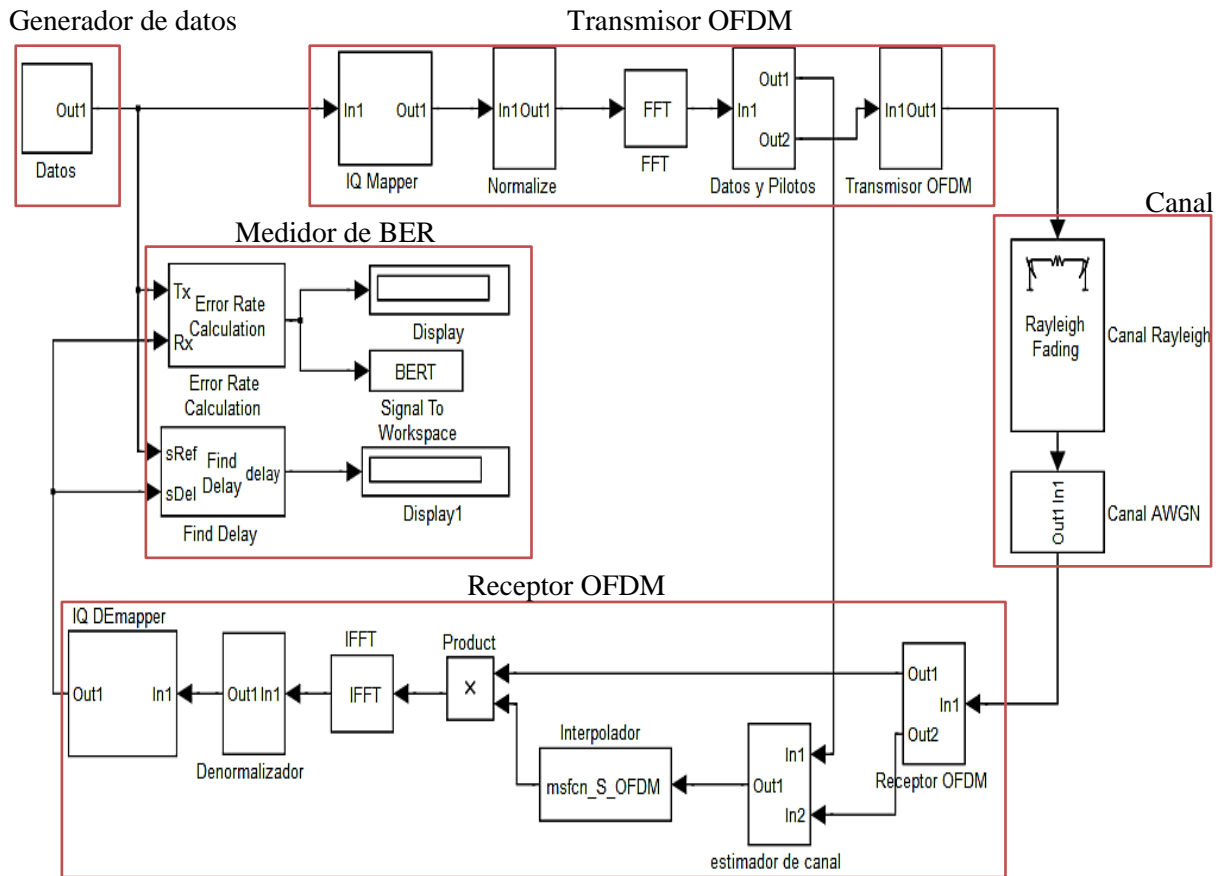 Generador de datos
Transmisor OFDM
Out1
Datos
In1
Out1
IQ Mapper
In1 Out1
Normalize
FFT
FFT
In1
Out1
Out2
Datos y Pilotos
In1 Out1
Transmisor OFDM
Canal
Rayleigh
Fading
Canal Rayleigh
Out1 In1
Canal AWGN
Medidor de BER
Tx
Rx
Error Rate
Calculation
Error Rate
Calculation
Display
BERT
Signal To
Workspace
sRef
sDel
Find
Delay
delay
Find Delay
Display1
Receptor OFDM
IQ DEmapper
Out1
In1
Out1 In1
Denormalizador
IFFT
IFFT
Product
×
Interpolador
msfcn_S_OFDM
In1
Out1
In2
estimador de canal
Out1
In1
Out2
Receptor OFDM